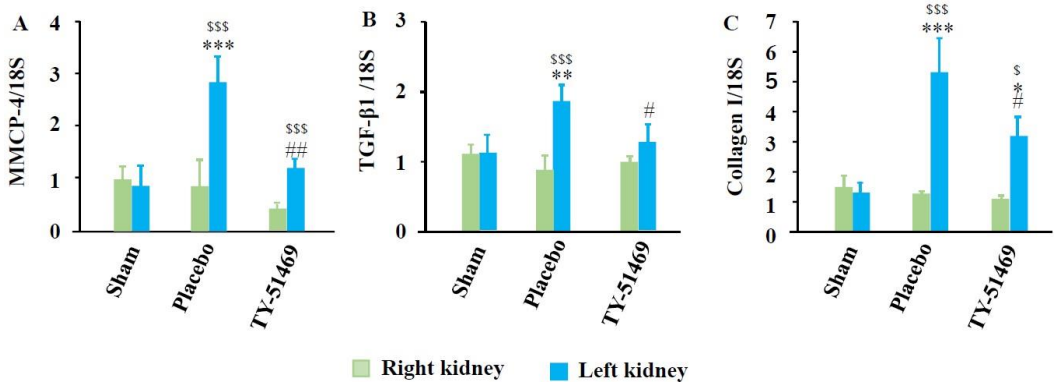 A
MMCP-4/18S
4
3
2
1
0
$$$
***
$$$
##
Sham
Placebo
TY-51469
B
TGF-β1 /18S
3
2
1
0
$$$
**
#
Sham
Placebo
TY-51469
C
Collagen I/18S
7
6
5
4
3
2
1
0
$$$
***
$
*
#
Sham
Placebo
TY-51469
Right kidney
Left kidney